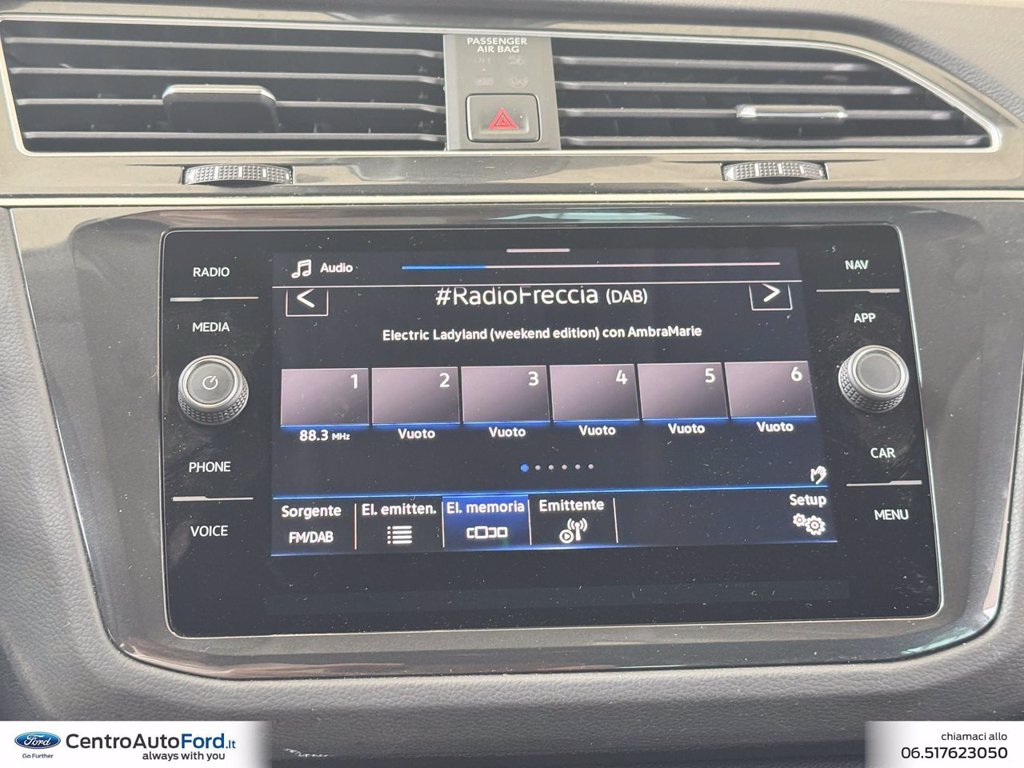 PASSENGER
AIR BAG
RADIO
MEDIA
PHONE
VOICE
Audio
#RadioFreccia (DAB)
Electric Ladyland (weekend edition) con AmbraMarie
1 2 3 4 5 6
88.3 MHz Vuoto Vuoto Vuoto Vuoto Vuoto
Sorgente El. emitten. El. memoria Emittente Setup
FM/DAB
NAV
APP
CAR
MENU
Ford
Go Further
CentroAutoFord.it
always with you
chiamaci allo
06.517623050